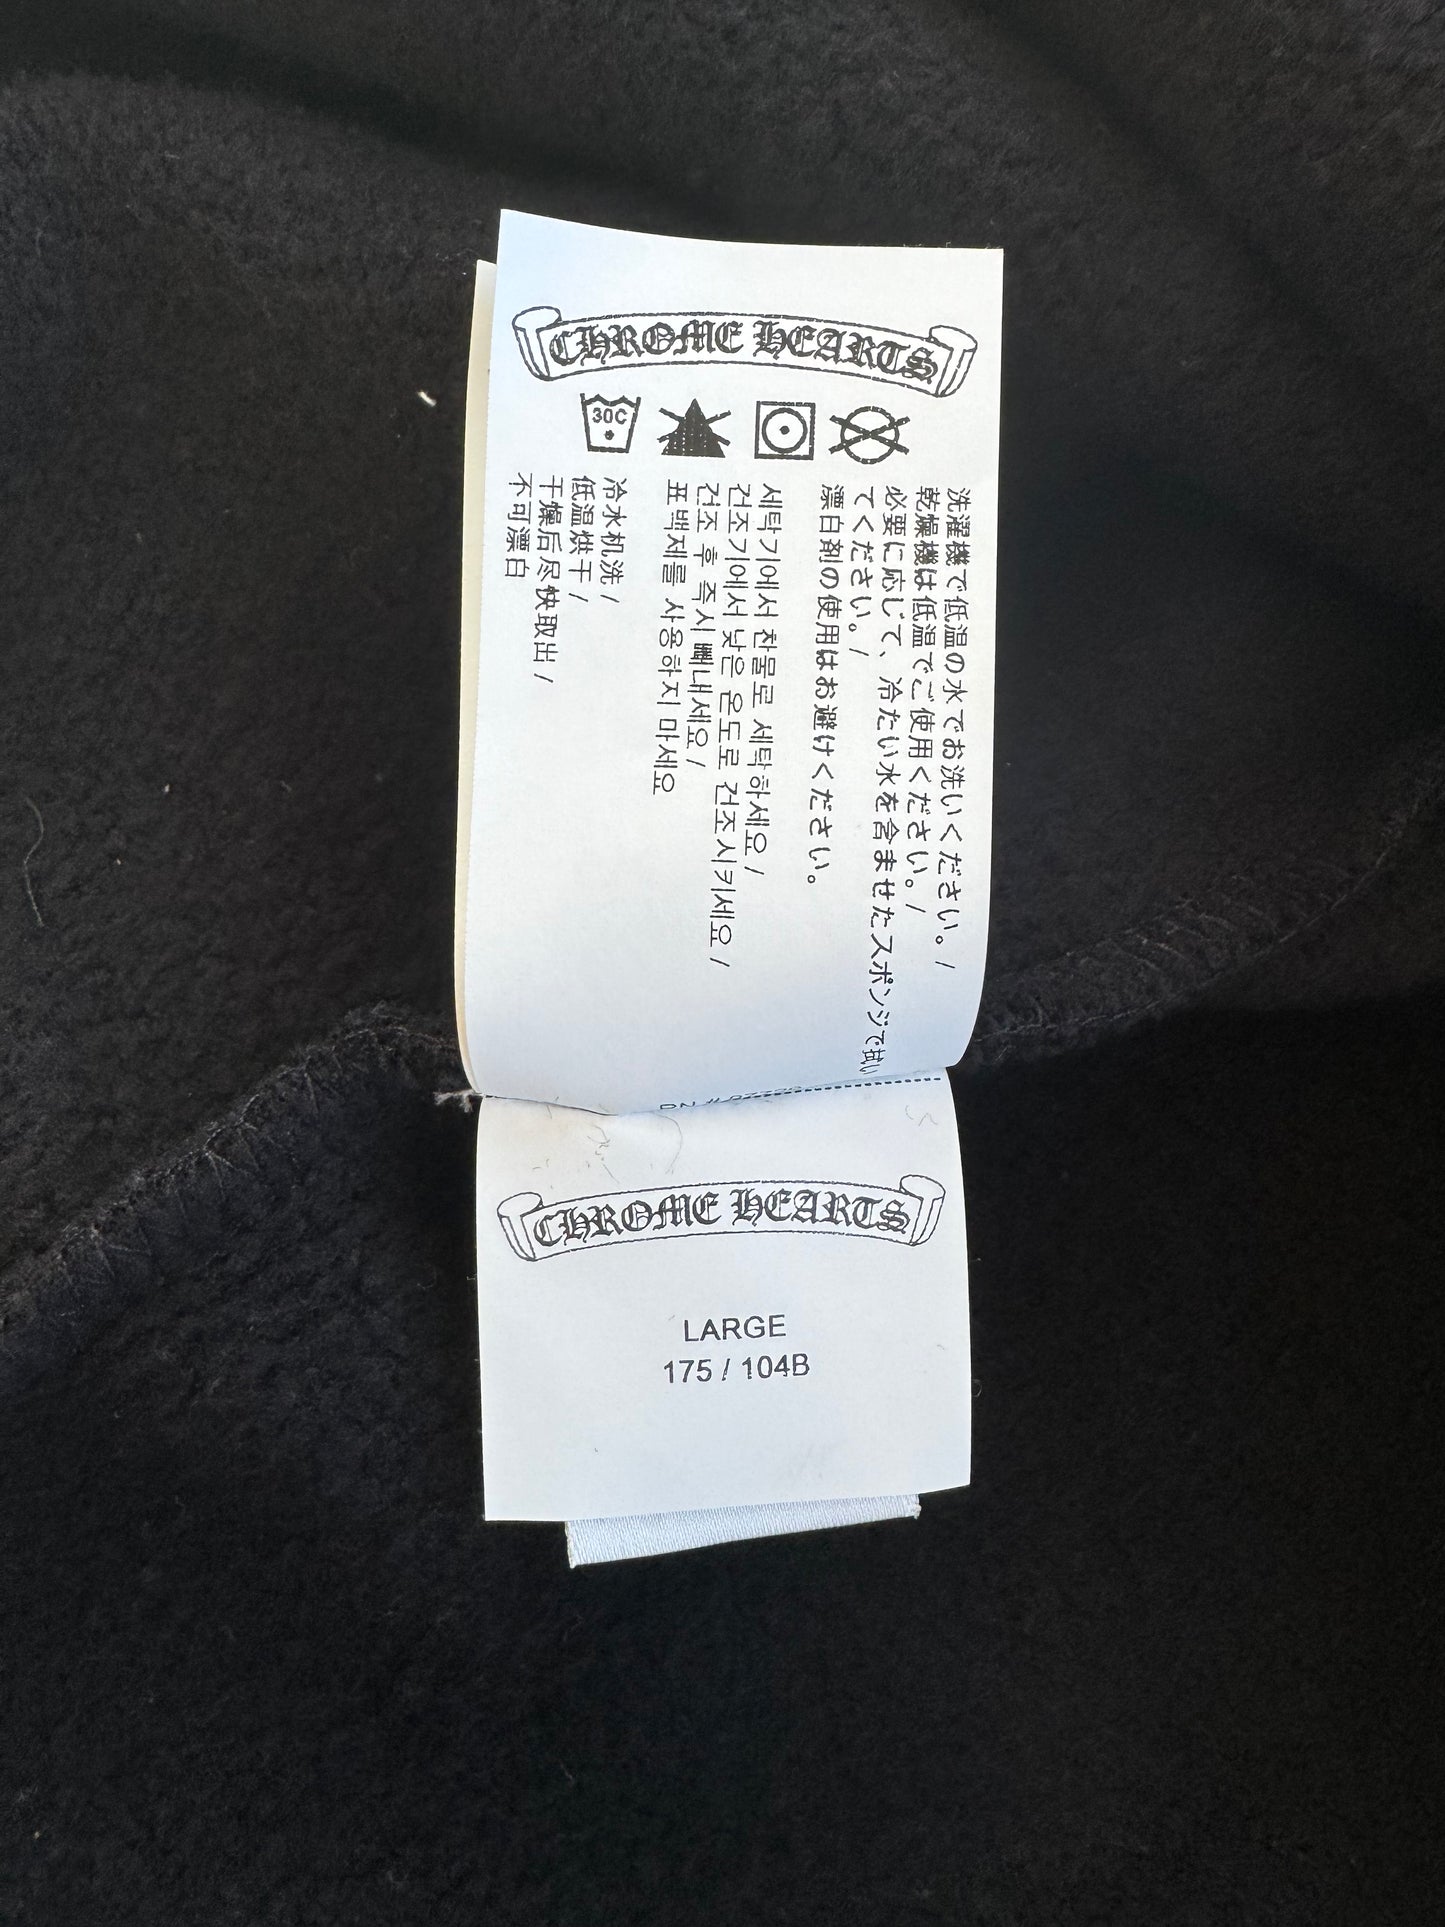 CHROME HEARTS
30C
洗濯機で低温の水でお洗いください。/
乾燥機は低温でご使用ください。/
必要に応じて、冷たい水を含ませたスポンジで拭い
てください。/
漂白剤の使用はお避けください。
세탁기에서 찬물로 세탁하세요 /
건조기에서 낮은 온도로 건조시키세요 /
건조 후 즉시 빼내세요 /
표백제를 사용하지 마세요
冷水机洗 /
低温烘干 /
干燥后尽快取出 /
不可漂白
CHROME HEARTS
LARGE
175 / 104B